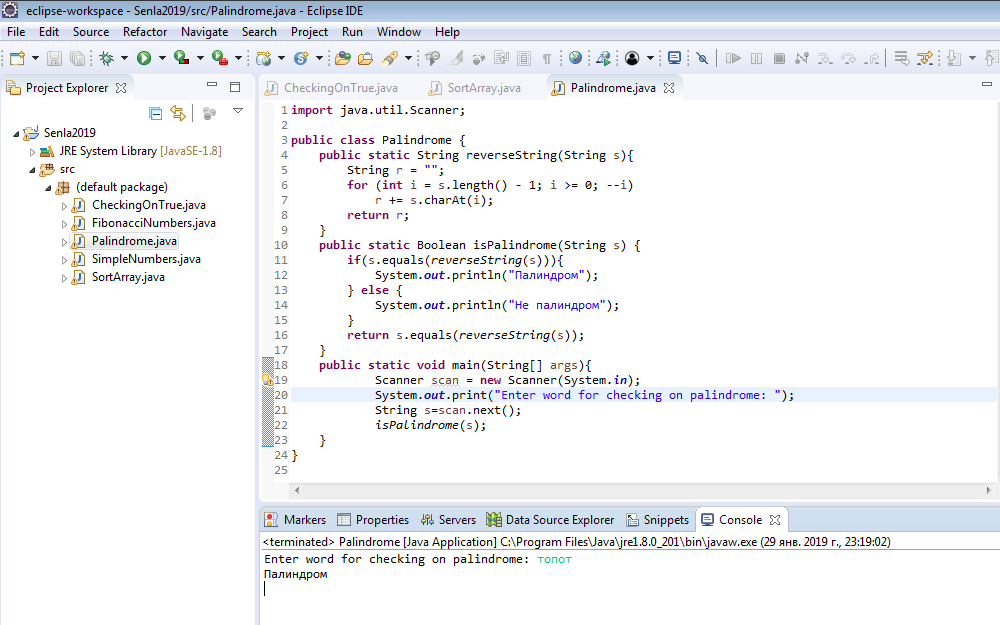 eclipse-workspace - Senla2019/src/Palindrome.java - Eclipse IDE
File Edit Source Refactor Navigate Search Project Run Window Help
Project Explorer
Senla2019
JRE System Library [JavaSE-1.8]
src
(default package)
CheckingOnTrue.java
FibonacciNumbers.java
Palindrome.java
SimpleNumbers.java
SortArray.java
CheckingOnTrue.java SortArray.java Palindrome.java
1 import java.util.Scanner;
2
3 public class Palindrome {
4     public static String reverseString(String s){
5         String r = "";
6         for (int i = s.length() - 1; i >= 0; --i)
7             r += s.charAt(i);
8         return r;
9     }
10     public static Boolean isPalindrome(String s) {
11         if(s.equals(reverseString(s))){
12             System.out.println("Палиндром");
13         } else {
14             System.out.println("Не палиндром");
15         }
16         return s.equals(reverseString(s));
17     }
18     public static void main(String[] args){
19             Scanner scan = new Scanner(System.in);
20             System.out.print("Enter word for checking on palindrome: ");
21             String s=scan.next();
22             isPalindrome(s);
23     }
24 }
25
Markers Properties Servers Data Source Explorer Snippets Console
<terminated> Palindrome [Java Application] C:\Program Files\Java\jre1.8.0_201\bin\javaw.exe (29 янв. 2019 г., 23:19:02)
Enter word for checking on palindrome: топот
Палиндром